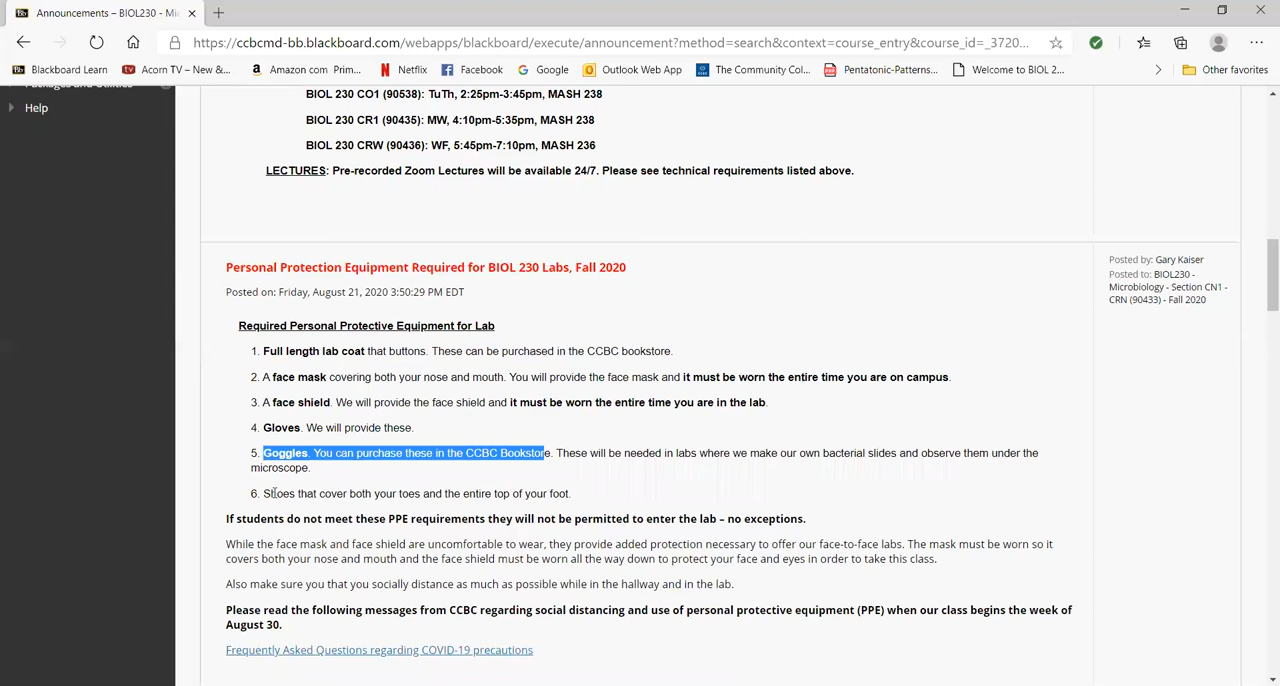 Announcements – BIOL230 - Mic
https://ccbcmd-bb.blackboard.com/webapps/blackboard/execute/announcement?method=search&context=course_entry&course_id=_3720...
Blackboard Learn
Acorn TV – New &...
Amazon com Prim...
Netflix
Facebook
Google
Outlook Web App
The Community Col...
Pentatonic-Patterns...
Welcome to BIOL 2...
Other favorites
Help
BIOL 230 CO1 (90538): TuTh, 2:25pm-3:45pm, MASH 238
BIOL 230 CR1 (90435): MW, 4:10pm-5:35pm, MASH 238
BIOL 230 CRW (90436): WF, 5:45pm-7:10pm, MASH 236
LECTURES: Pre-recorded Zoom Lectures will be available 24/7. Please see technical requirements listed above.
Personal Protection Equipment Required for BIOL 230 Labs, Fall 2020
Posted on: Friday, August 21, 2020 3:50:29 PM EDT
Posted by: Gary Kaiser
Posted to: BIOL230 -
Microbiology - Section CN1 -
CRN (90433) - Fall 2020
Required Personal Protective Equipment for Lab
1. Full length lab coat that buttons. These can be purchased in the CCBC bookstore.
2. A face mask covering both your nose and mouth. You will provide the face mask and it must be worn the entire time you are on campus.
3. A face shield. We will provide the face shield and it must be worn the entire time you are in the lab.
4. Gloves. We will provide these.
5. Goggles. You can purchase these in the CCBC Bookstore. These will be needed in labs where we make our own bacterial slides and observe them under the
microscope.
6. Shoes that cover both your toes and the entire top of your foot.
If students do not meet these PPE requirements they will not be permitted to enter the lab – no exceptions.
While the face mask and face shield are uncomfortable to wear, they provide added protection necessary to offer our face-to-face labs. The mask must be worn so it
covers both your nose and mouth and the face shield must be worn all the way down to protect your face and eyes in order to take this class.
Also make sure you that you socially distance as much as possible while in the hallway and in the lab.
Please read the following messages from CCBC regarding social distancing and use of personal protective equipment (PPE) when our class begins the week of
August 30.
Frequently Asked Questions regarding COVID-19 precautions